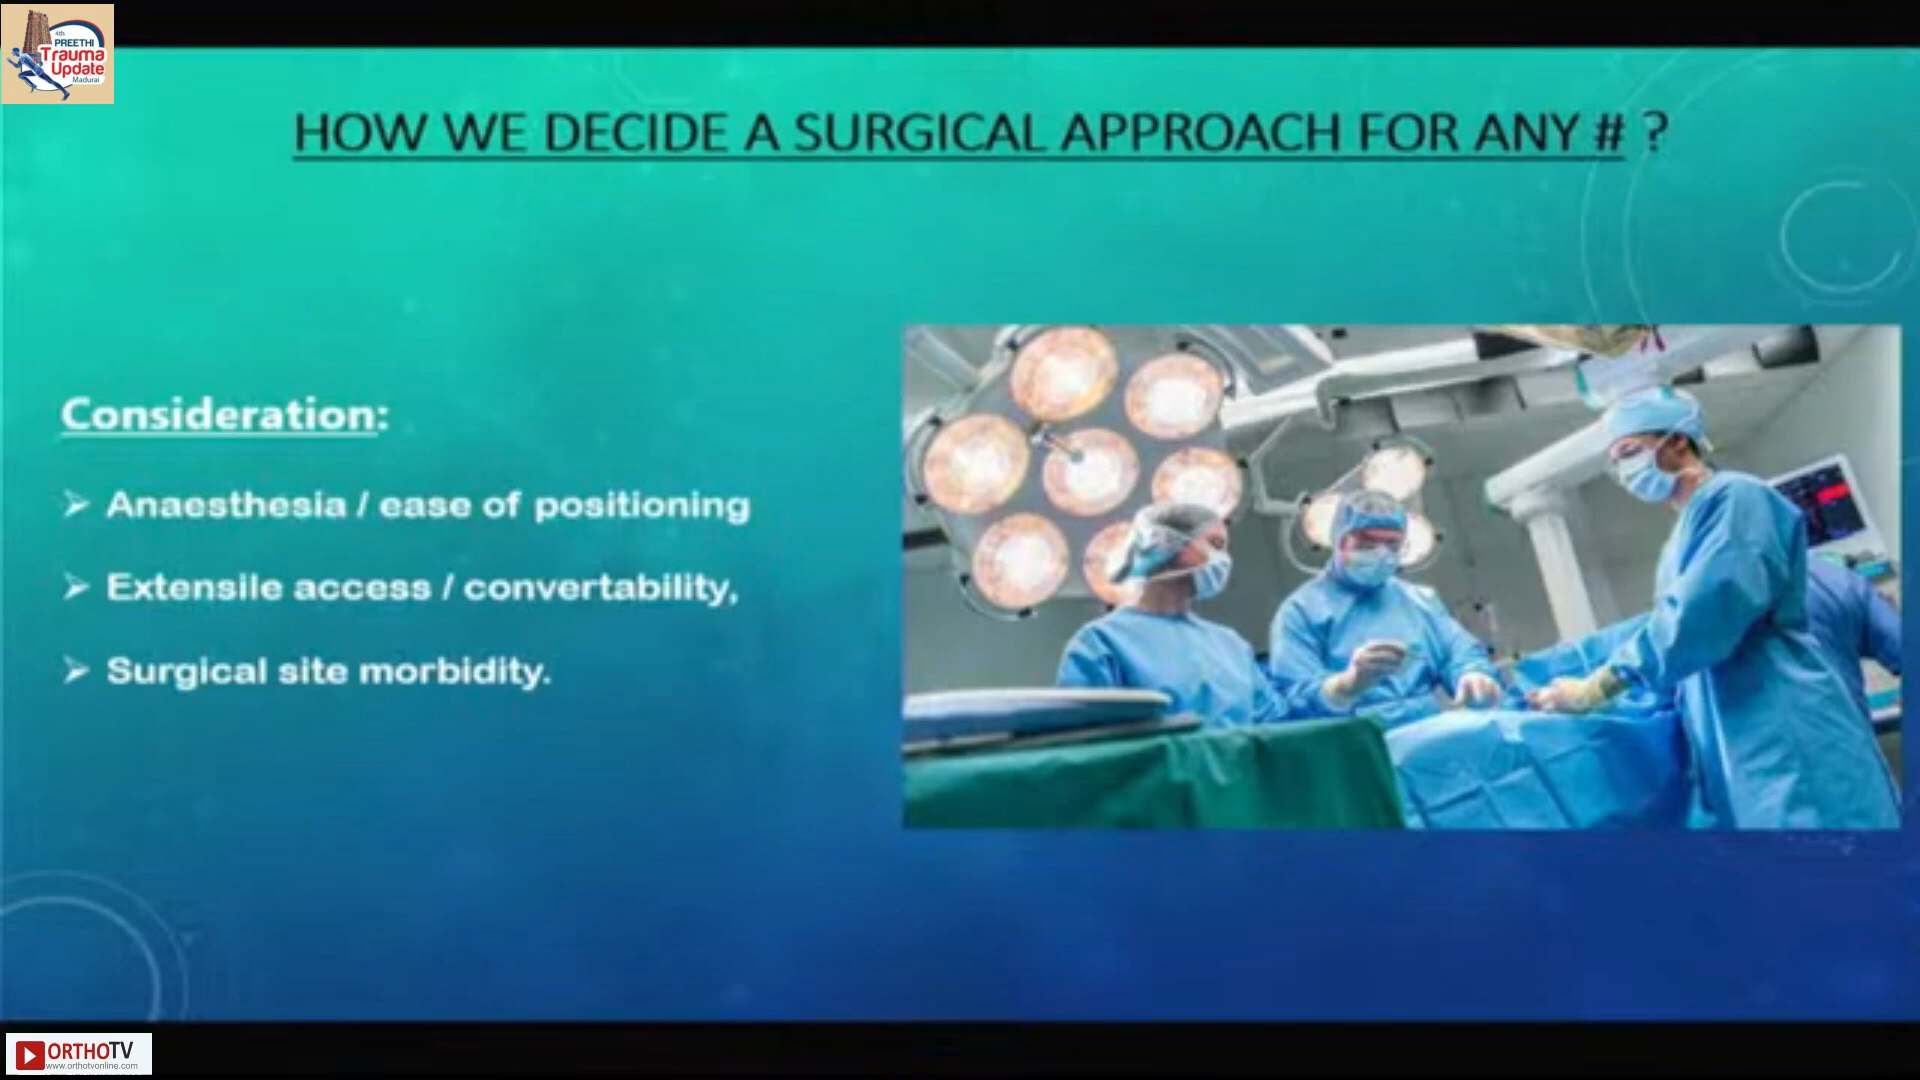 4th
PREETHI
Trauma
Update
Madurai
HOW WE DECIDE A SURGICAL APPROACH FOR ANY # ?
Consideration:
➢ Anaesthesia / ease of positioning
➢ Extensile access / convertability,
➢ Surgical site morbidity.
ORTHOTV
www.orthotvonline.com